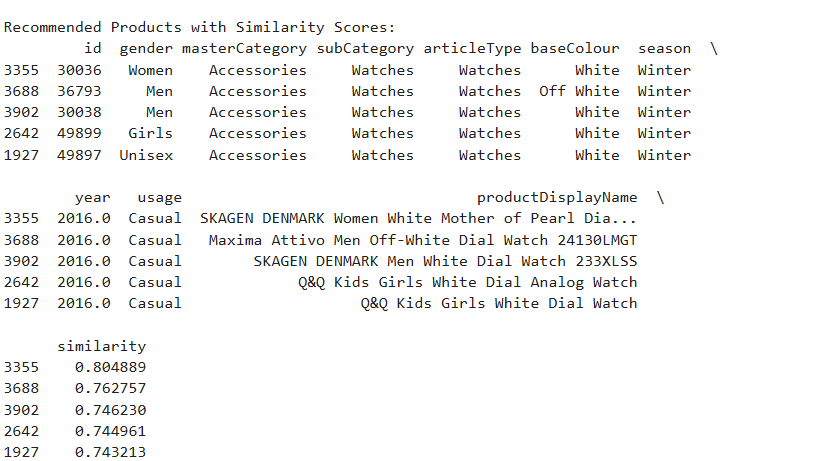 Recommended Products with Similarity Scores:
id gender masterCategory subCategory articleType baseColour season \
3355 30036 Women Accessories Watches Watches White Winter
3688 36793 Men Accessories Watches Watches Off White Winter
3902 30038 Men Accessories Watches Watches White Winter
2642 49899 Girls Accessories Watches Watches White Winter
1927 49897 Unisex Accessories Watches Watches White Winter
year usage productDisplayName \
3355 2016.0 Casual SKAGEN DENMARK Women White Mother of Pearl Dia...
3688 2016.0 Casual Maxima Attivo Men Off-White Dial Watch 24130LMGT
3902 2016.0 Casual SKAGEN DENMARK Men White Dial Watch 233XLSS
2642 2016.0 Casual Q&Q Kids Girls White Dial Analog Watch
1927 2016.0 Casual Q&Q Kids Girls White Dial Watch
similarity
3355 0.804889
3688 0.762757
3902 0.746230
2642 0.744961
1927 0.743213